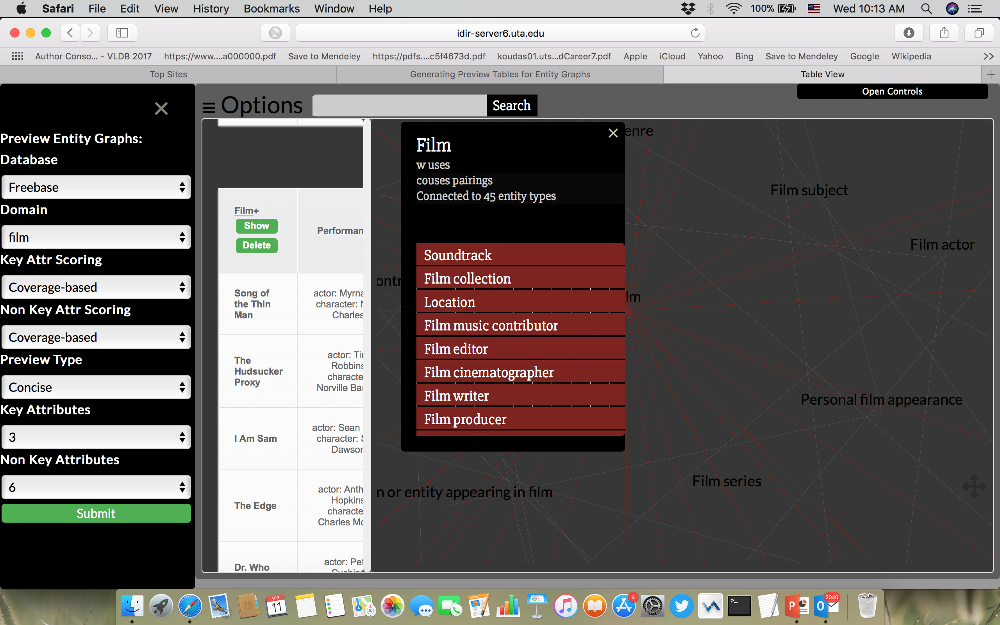 Safari File Edit View History Bookmarks Window Help 100% Wed 10:13 AM
idir-server6.uta.edu
Author Conso... - VLDB 2017 https://www....a000000.pdf Save to Mendeley https://pdfs....c5f4673d.pdf koudas01.uts...dCareer7.pdf Apple iCloud Yahoo Bing Save to Mendeley Google Wikipedia
Top Sites Generating Preview Tables for Entity Graphs Table View
Open Controls
Options Search
Preview Entity Graphs:
Database
Freebase
Domain
film
Key Attr Scoring
Coverage-based
Non Key Attr Scoring
Coverage-based
Preview Type
Concise
Key Attributes
3
Non Key Attributes
6
Submit
Film+
Show
Delete
Performan
Song of
the Thin
Man
actor: Myrna
character: N
Charles
The
Hudsucker
Proxy
actor: Tir
Robbins
characte
Norville Bar
I Am Sam
actor: Sean
character: S
Dawson
The Edge
actor: Anth
Hopkins
characte
Charles Mo
Dr. Who
actor: Pet
Film
w uses
couses pairings
Connected to 45 entity types
Soundtrack
Film collection
Location
Film music contributor
Film editor
Film cinematographer
Film writer
Film producer
enre
Film subject
Film actor
ontr
lm
Personal film appearance
Film series
n or entity appearing in film
APR
11
3D
PAGES
4
2040